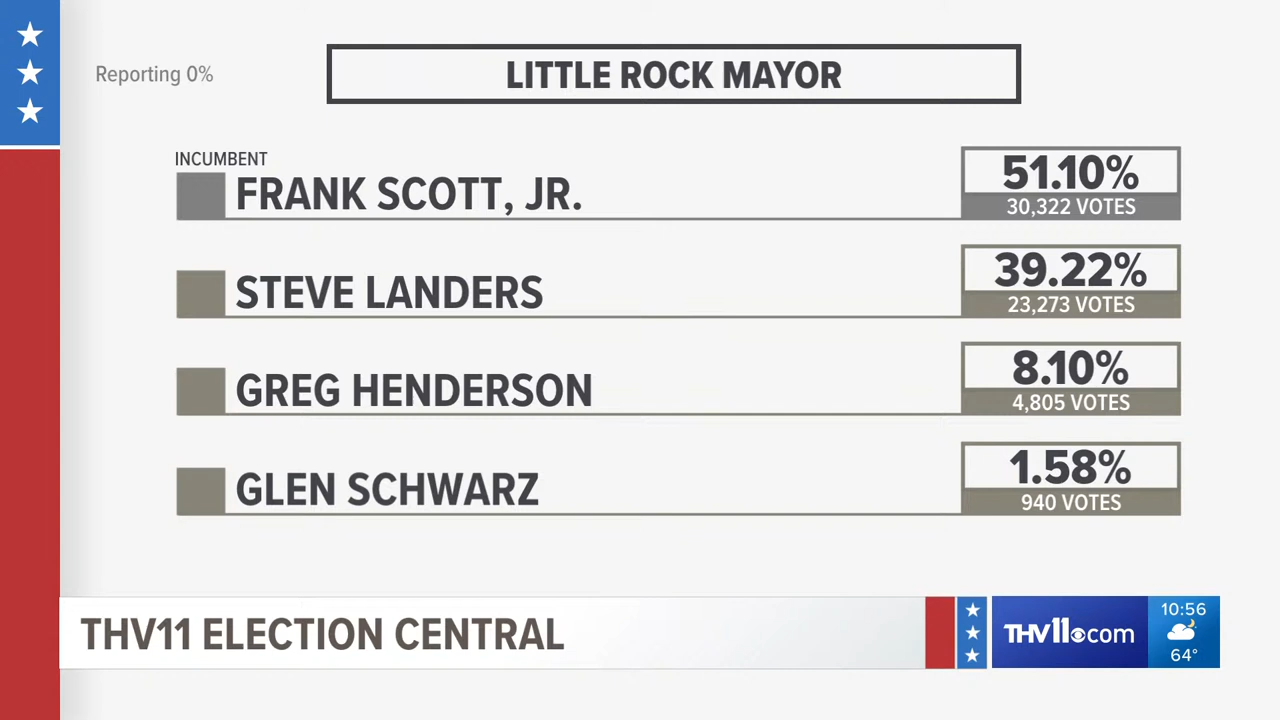 Reporting 0%
LITTLE ROCK MAYOR
INCUMBENT
FRANK SCOTT, JR.
51.10%
30,322 VOTES
STEVE LANDERS
39.22%
23,273 VOTES
GREG HENDERSON
8.10%
4,805 VOTES
GLEN SCHWARZ
1.58%
940 VOTES
THV11 ELECTION CENTRAL
THV11.com
10:56
64°